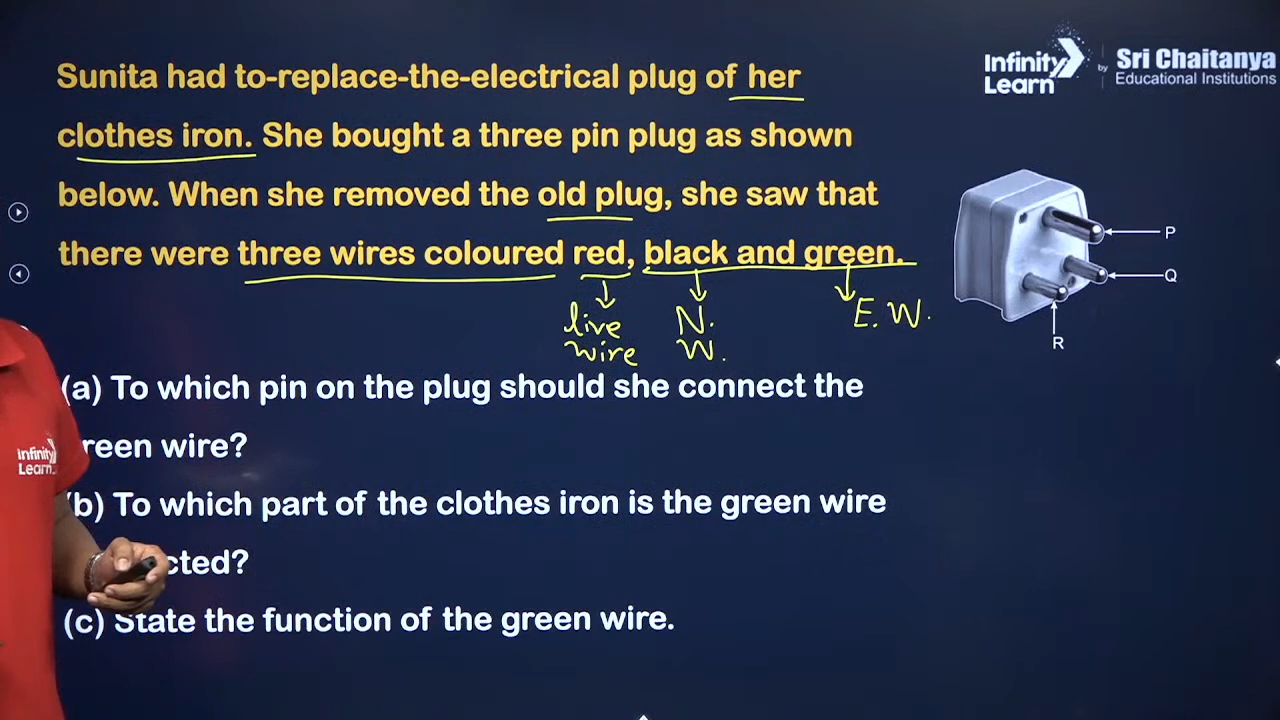 Infinity Learn by Sri Chaitanya Educational Institutions
Sunita had to-replace-the-electrical plug of her
clothes iron. She bought a three pin plug as shown
below. When she removed the old plug, she saw that
there were three wires coloured red, black and green.
live wire
N. W.
E. W.
P
Q
R
(a) To which pin on the plug should she connect the
reen wire?
(b) To which part of the clothes iron is the green wire
cted?
(c) State the function of the green wire.
Infinity Learn